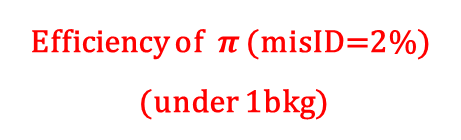 Efficiency of π (misID=2%)
(under 1bkg)